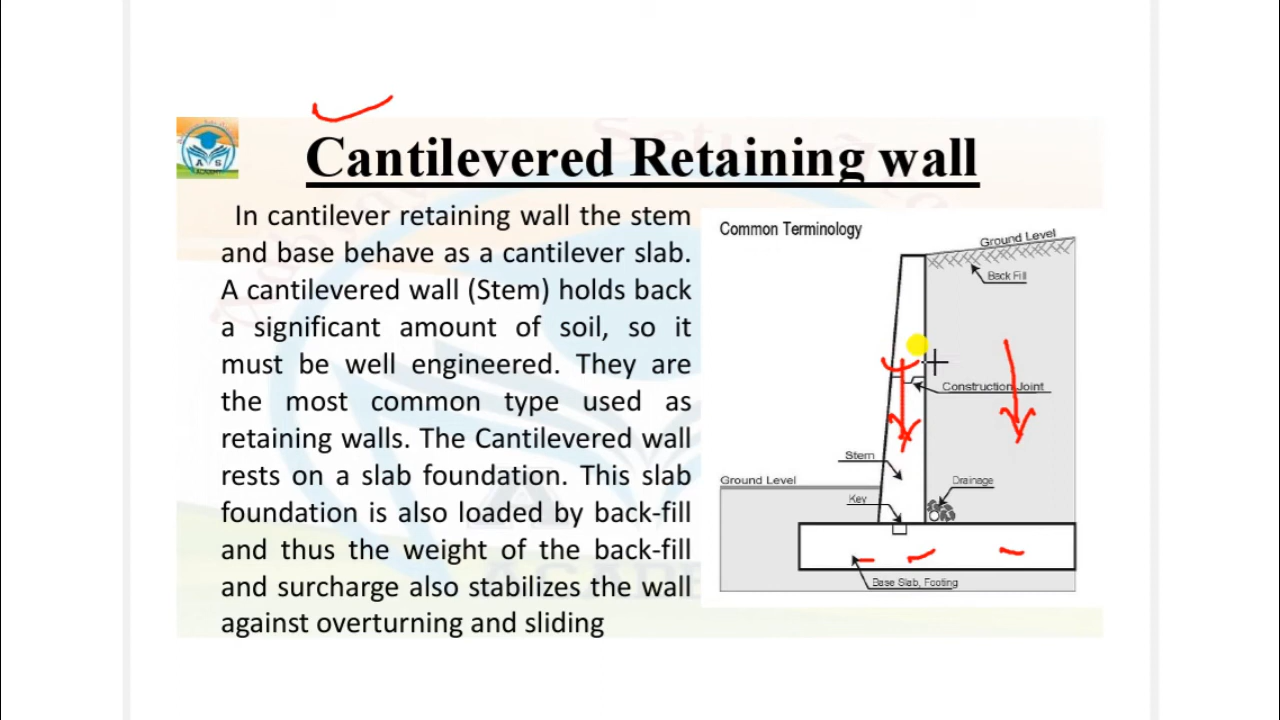 Cantilevered Retaining wall
In cantilever retaining wall the stem
and base behave as a cantilever slab.
A cantilevered wall (Stem) holds back
a significant amount of soil, so it
must be well engineered. They are
the most common type used as
retaining walls. The Cantilevered wall
rests on a slab foundation. This slab
foundation is also loaded by back-fill
and thus the weight of the back-fill
and surcharge also stabilizes the wall
against overturning and sliding
Common Terminology
Ground Level
Back Fill
Construction Joint
Stem
Ground Level
Drainage
Key
Base Slab, Footing
A S
ACADEMY